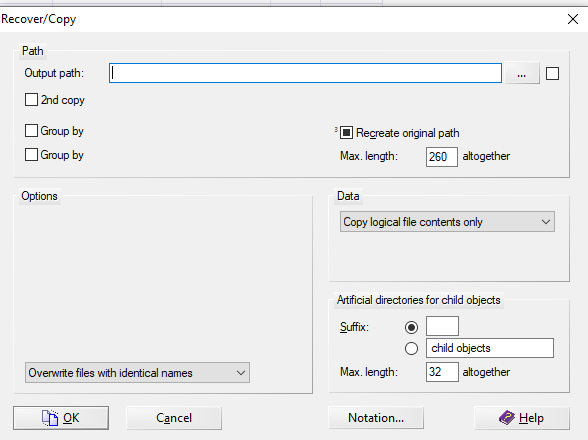 Recover/Copy
Path
Output path:
...
2nd copy
Group by
3 Recreate original path
Group by
Max. length: 260 altogether
Options
Data
Copy logical file contents only
Artificial directories for child objects
Suffix:
child objects
Overwrite files with identical names
Max. length: 32 altogether
OK
Cancel
Notation...
Help